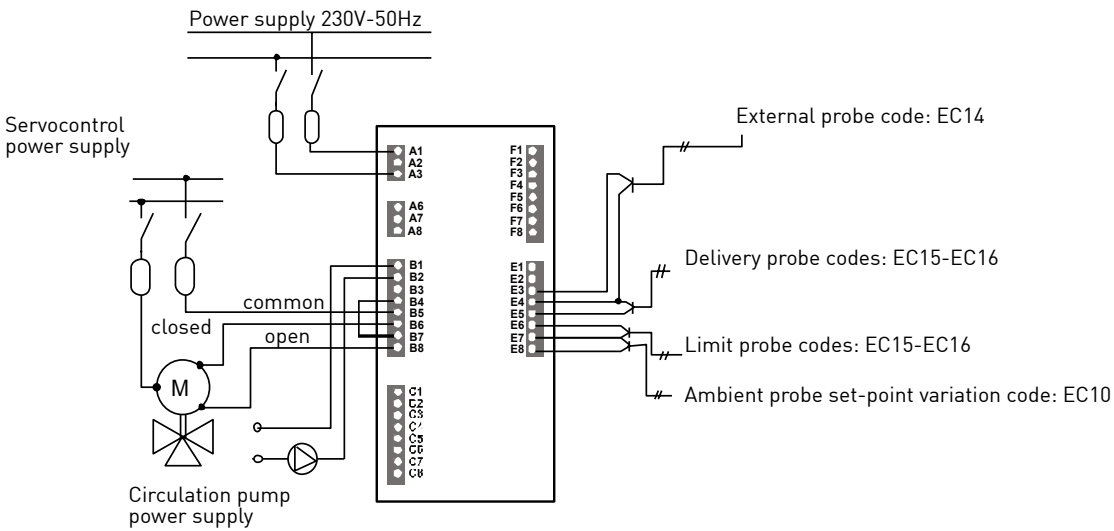 Power supply 230V-50Hz
Servocontrol
power supply
External probe code: EC14
A1
A2
A3
A6
A7
A8
B1
B2
B3
B4
B5
B6
B7
B8
C1
C2
C3
C4
C5
C6
C7
C8
F1
F2
F3
F4
F5
F6
F7
F8
E1
E2
E3
E4
E5
E6
E7
E8
common
closed
open
M
Delivery probe codes: EC15-EC16
Limit probe codes: EC15-EC16
Ambient probe set-point variation code: EC10
Circulation pump
power supply